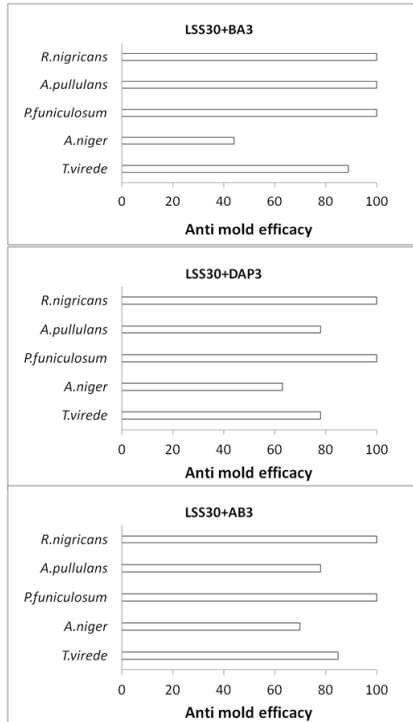 LSS30+BA3
R.nigricans
A.pullulans
P.funiculosum
A.niger
T.virede
0 20 40 60 80 100
Anti mold efficacy
LSS30+DAP3
R.nigricans
A.pullulans
P.funiculosum
A.niger
T.virede
0 20 40 60 80 100
Anti mold efficacy
LSS30+AB3
R.nigricans
A.pullulans
P.funiculosum
A.niger
T.virede
0 20 40 60 80 100
Anti mold efficacy